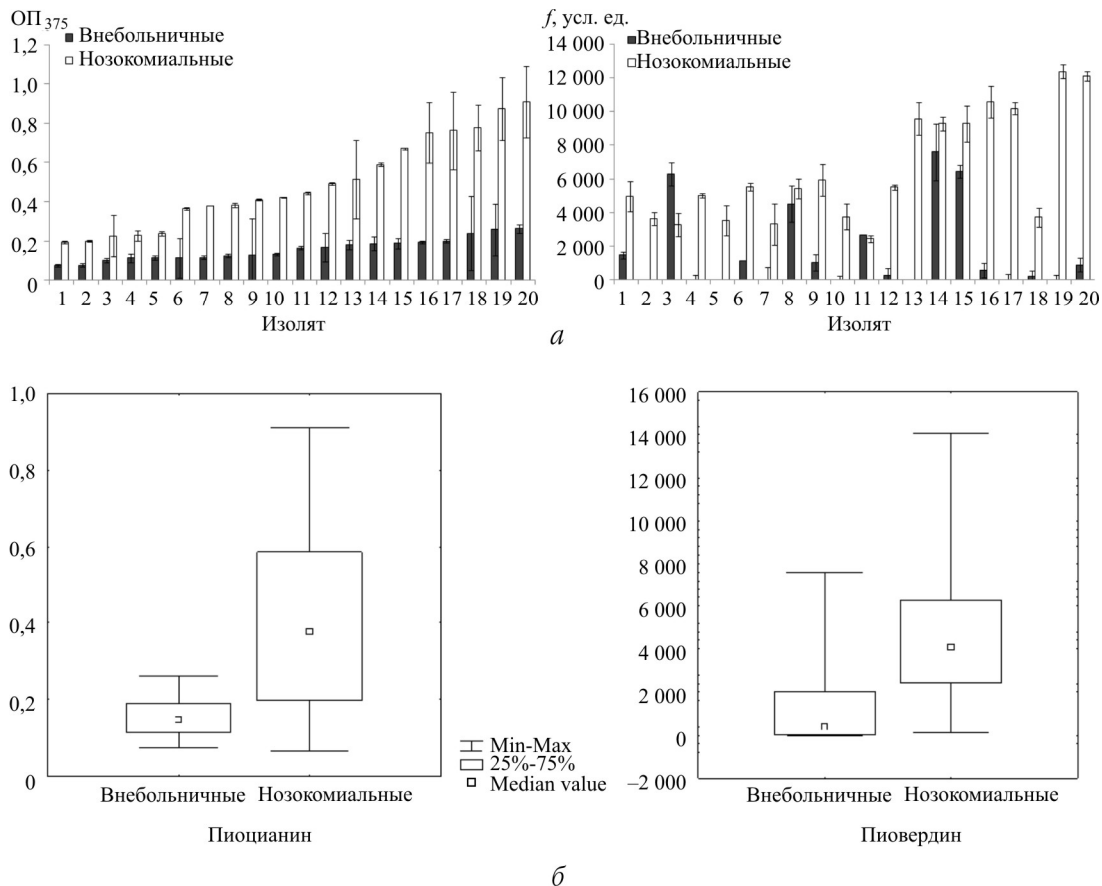 ОП375
Внебольничные
Нозокомиальные
1,2
1,0
0,8
0,6
0,4
0,2
0
1 2 3 4 5 6 7 8 9 10 11 12 13 14 15 16 17 18 19 20
Изолят
f, усл. ед.
Внебольничные
Нозокомиальные
14 000
12 000
10 000
8 000
6 000
4 000
2 000
0
1 2 3 4 5 6 7 8 9 10 11 12 13 14 15 16 17 18 19 20
Изолят
а
1,0
0,8
0,6
0,4
0,2
0
Внебольничные Нозокомиальные
Пиоцианин
Min-Max
25%-75%
Median value
16 000
14 000
12 000
10 000
8 000
6 000
4 000
2 000
0
–2 000
Внебольничные Нозокомиальные
Пиовердин
б